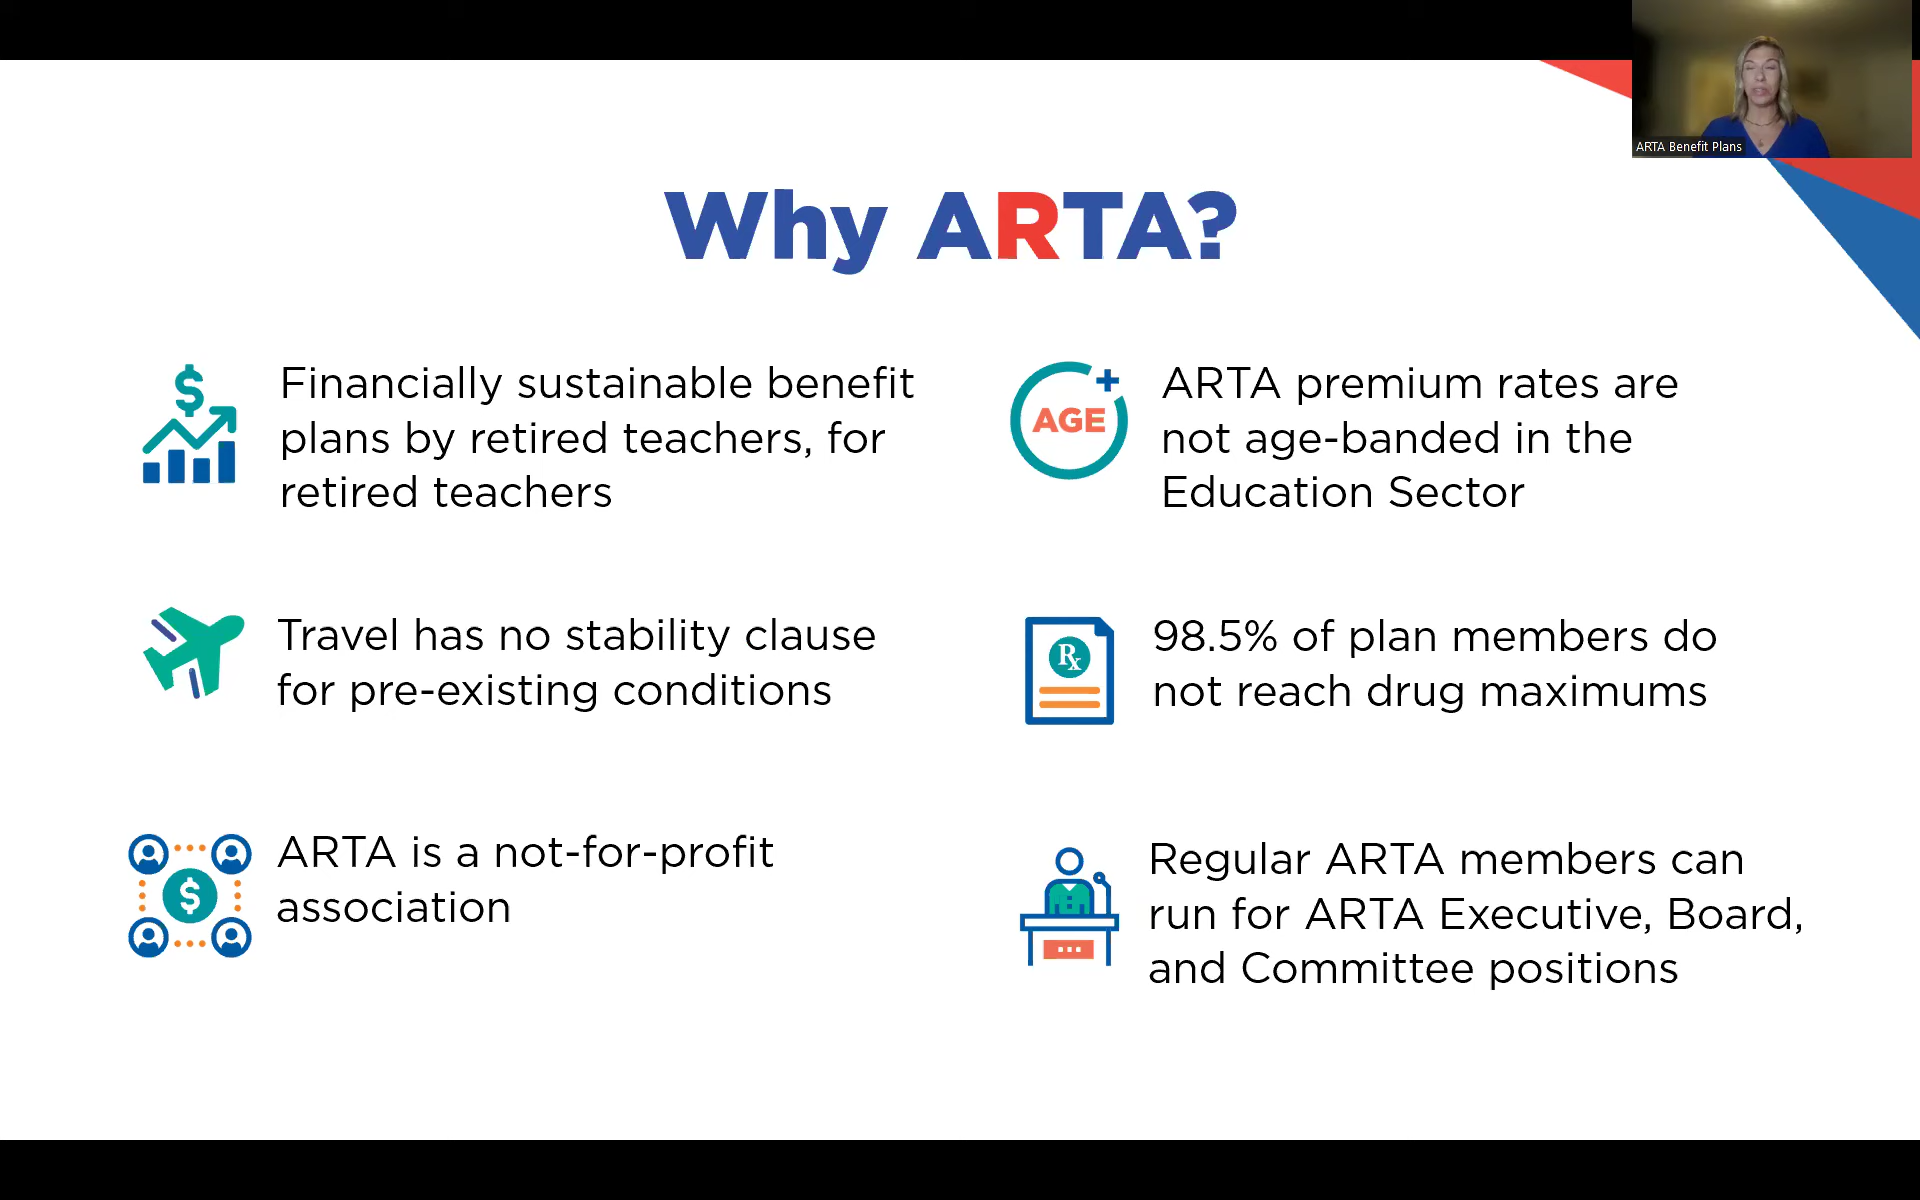 ARTA Benefit Plans
Why ARTA?
$
Financially sustainable benefit
plans by retired teachers, for
retired teachers
AGE +
ARTA premium rates are
not age-banded in the
Education Sector
Travel has no stability clause
for pre-existing conditions
Rx
98.5% of plan members do
not reach drug maximums
$
ARTA is a not-for-profit
association
Regular ARTA members can
run for ARTA Executive, Board,
and Committee positions